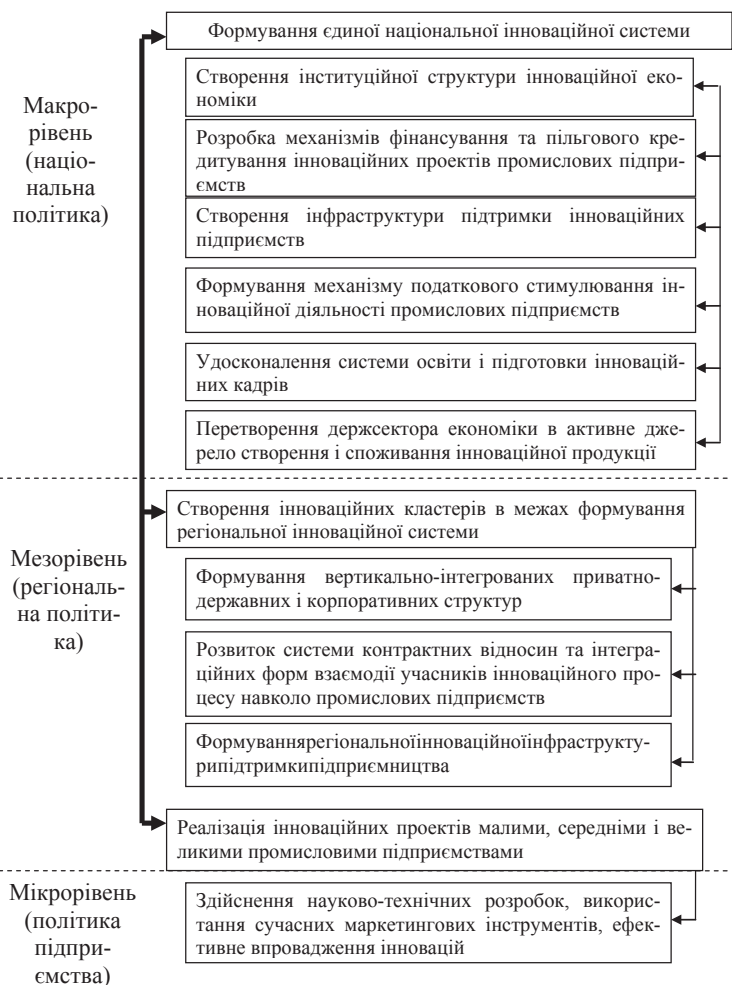 Формування єдиної національної інноваційної системи
Макро-
рівень
(націо-
нальна
політика)
Створення інституційної структури інноваційної еко-
номіки
Розробка механізмів фінансування та пільгового кре-
дитування інноваційних проектів промислових підпри-
ємств
Створення інфраструктури підтримки інноваційних
підприємств
Формування механізму податкового стимулювання ін-
новаційної діяльності промислових підприємств
Удосконалення системи освіти і підготовки інновацій-
них кадрів
Перетворення держсектора економіки в активне дже-
рело створення і споживання інноваційної продукції
Мезорівень
(регіональ-
на політи-
ка)
Створення інноваційних кластерів в межах формування
регіональної інноваційної системи
Формування вертикально-інтегрованих приватно-
державних і корпоративних структур
Розвиток системи контрактних відносин та інтегра-
ційних форм взаємодії учасників інноваційного про-
цесу навколо промислових підприємств
Формуваннярегіональноїінноваційноїінфраструкту-
рипідтримкипідприємництва
Реалізація інноваційних проектів малими, середніми і ве-
ликими промисловими підприємствами
Мікрорівень
(політика
підпри-
ємства)
Здійснення науково-технічних розробок, викорис-
тання сучасних маркетингових інструментів, ефек-
тивне впровадження інновацій